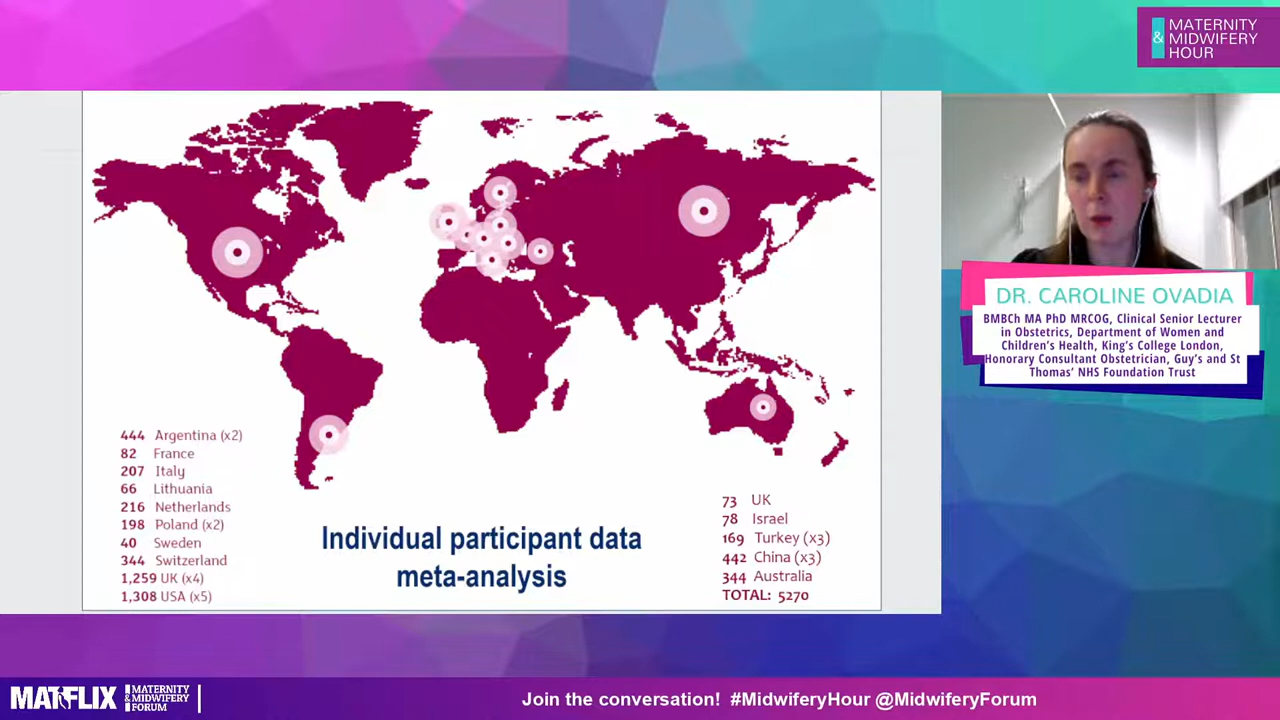 MATERNITY
& MIDWIFERY
HOUR
DR. CAROLINE OVADIA
BMBCh MA PhD MRCOG, Clinical Senior Lecturer
in Obstetrics, Department of Women and
Children's Health, King's College London,
Honorary Consultant Obstetrician, Guy's and St
Thomas' NHS Foundation Trust
444 Argentina (x2)
82 France
207 Italy
66 Lithuania
216 Netherlands
198 Poland (x2)
40 Sweden
344 Switzerland
1,259 UK (x4)
1,308 USA (x5)
Individual participant data
meta-analysis
73 UK
78 Israel
169 Turkey (x3)
442 China (x3)
344 Australia
TOTAL: 5270
MATFLIX
MATERNITY
& MIDWIFERY
FORUM
Join the conversation! #MidwiferyHour @MidwiferyForum